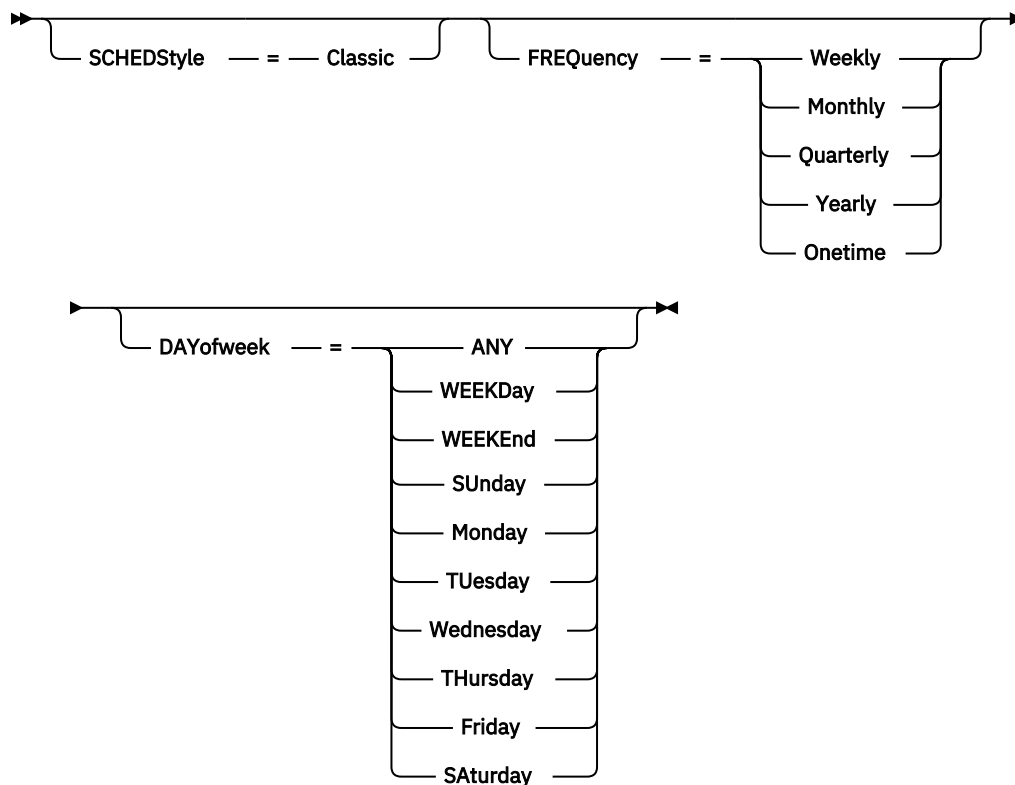 SCHEDStyle = Classic FREQuency = Weekly
Monthly
Quarterly
Yearly
Onetime
DAYofweek = ANY
WEEKDay
WEEKEnd
SUnday
Monday
TUesday
Wednesday
THursday
Friday
SAturday